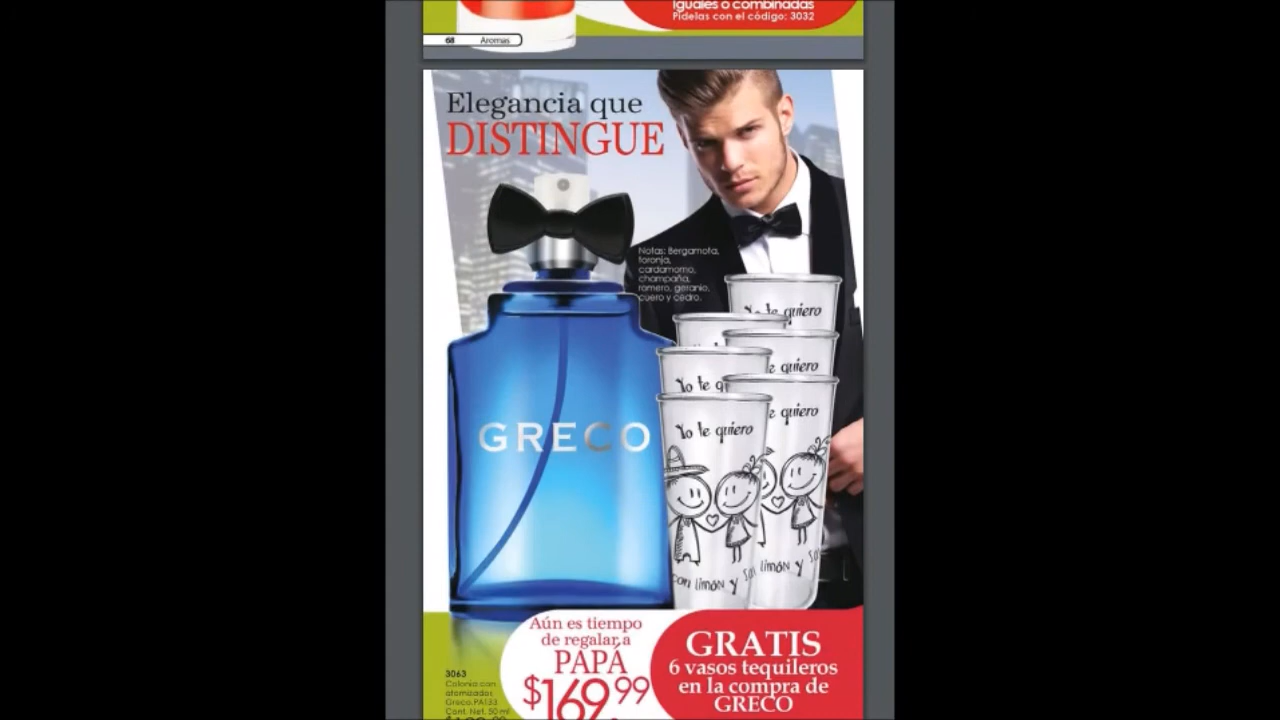 Iguales o combinadas
Pídelas con el código: 3032
68 Aromas
Elegancia que
DISTINGUE
Notas: Bergamota,
toronja,
cardamomo,
champaña,
romero, geranio,
cuero y cedro.
GRECO
Yo te quiero
quiero
Yo te q
e quiero
Yo te quiero
con limón y Sal
limón y Sa
Aún es tiempo
de regalar a
PAPÁ
$169.99
GRATIS
6 vasos tequileros
en la compra de
GRECO
3063
Colonia con
atomizador
Greco.PA133
Cont. Net. 50 ml